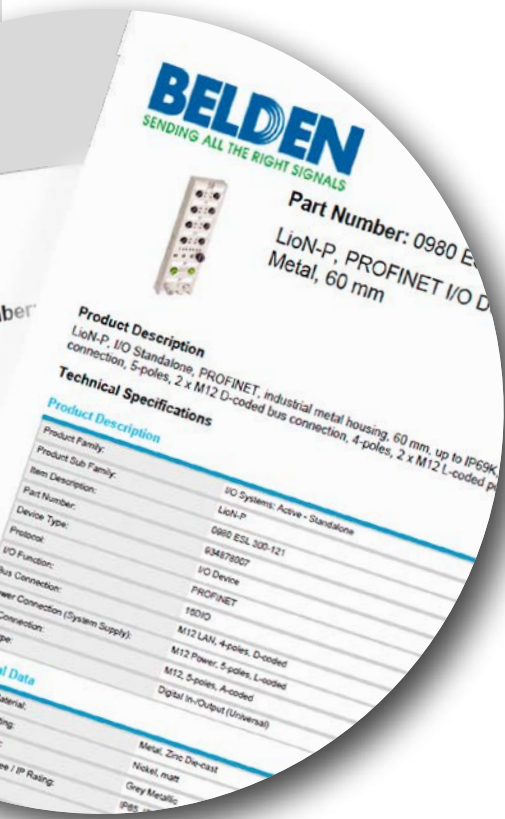 BELDEN
SENDING ALL THE RIGHT SIGNALS
Part Number: 0980
LioN-P, PROFINET I/O
Metal, 60 mm
Product Description
LioN-P, I/O Standalone, PROFINET, industrial metal housing, 60 mm, up to IP69K,
connection, 5-poles, 2 x M12 D-coded bus connection, 4-poles, 2 x M12 L-coded
Technical Specifications
Product Description
Product Family: I/O Systems: Active - Standalone
Product Sub Family: LioN-P
Item Description: 0980 ESL 300-121
Part Number: 934878007
Device Type: I/O Device
Protocol: PROFINET
I/O Function: 16DIO
Bus Connection: M12 LAN, 4-poles, D-coded
(System Supply): M12 Power, 5-poles, L-coded
Connection: M12, 5-poles, A-coded
Digital In-/Output (Universal)
Data
Metal, Zinc Die-cast
Nickel, matt
Grey Metallic
/ IP Rating: IP65,